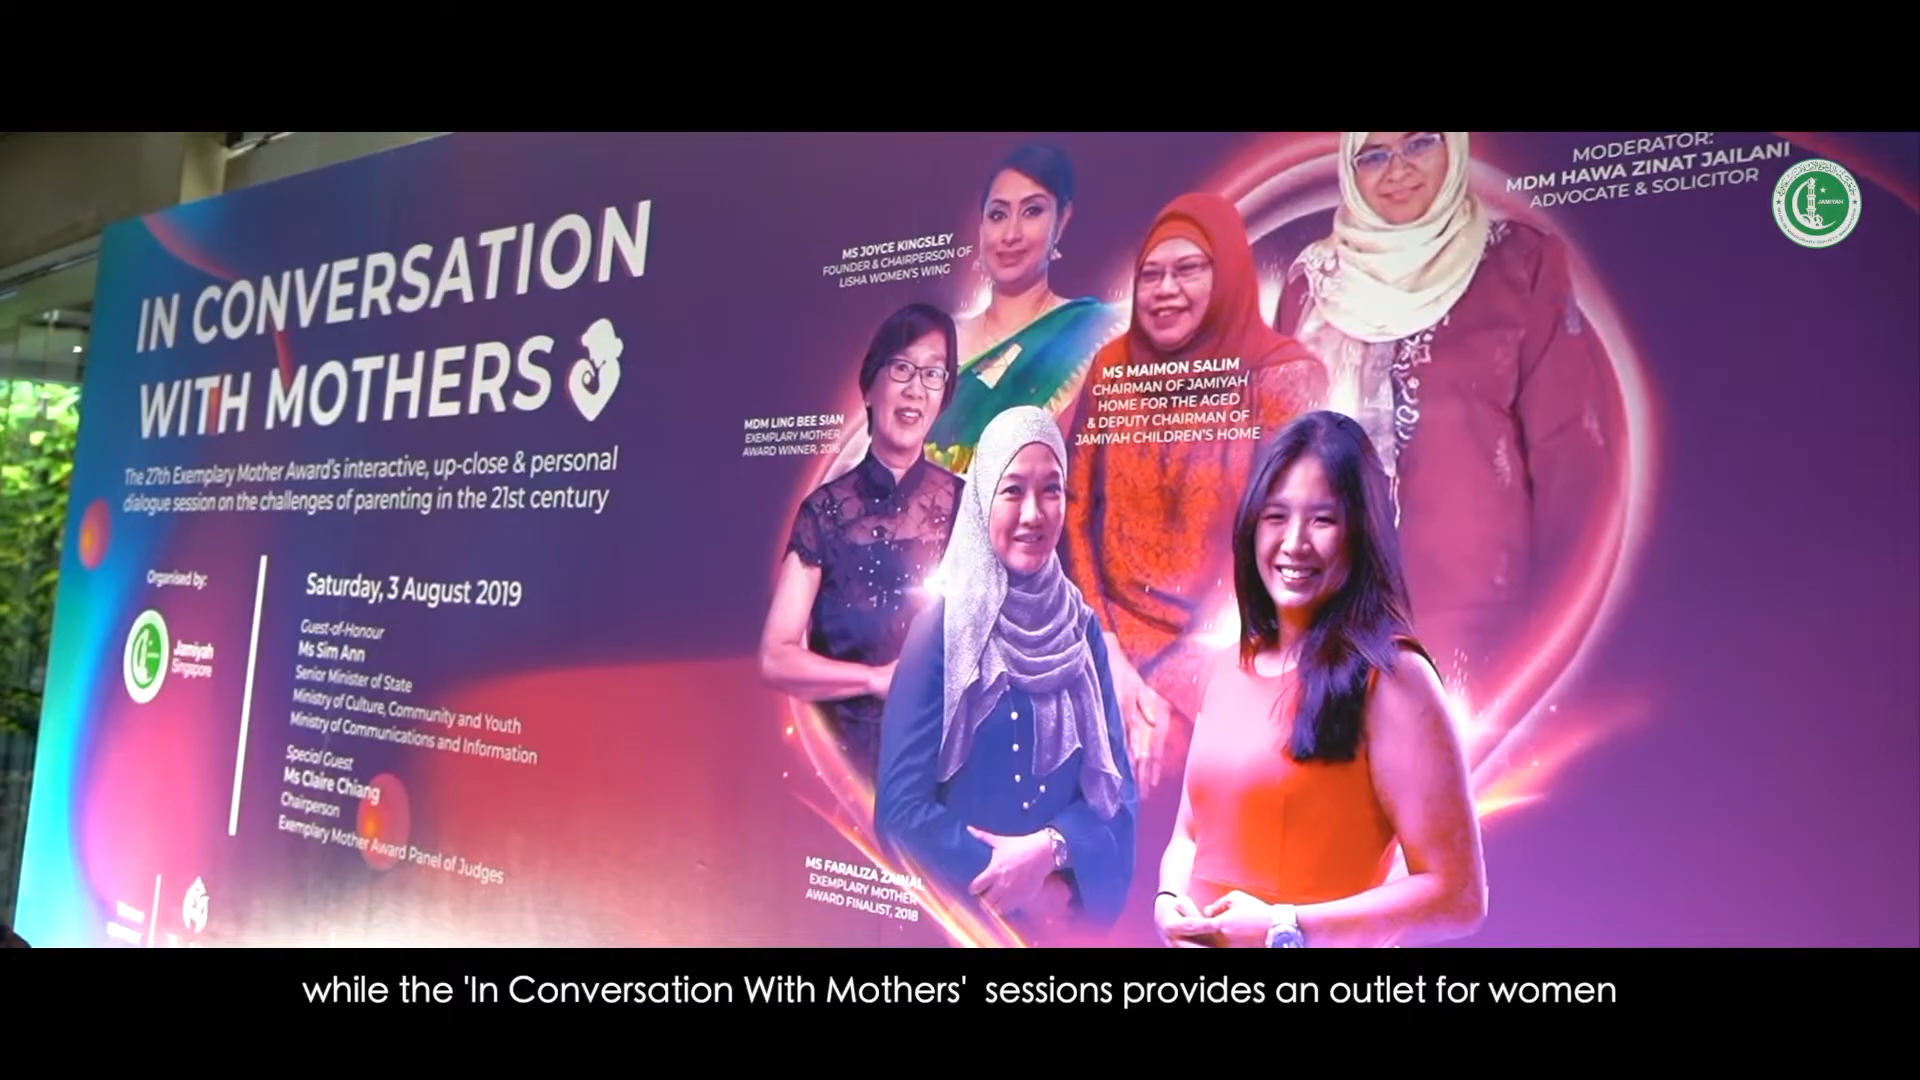 IN CONVERSATION
WITH MOTHERS
The 27th Exemplary Mother Award's interactive, up-close & personal
dialogue session on the challenges of parenting in the 21st century
Organised by:
Jamiyah
Singapore
Saturday, 3 August 2019
Guest-of-Honour
Ms Sim Ann
Senior Minister of State
Ministry of Culture, Community and Youth
Ministry of Communications and Information
Special Guest
Ms Claire Chiang
Chairperson
Exemplary Mother Award Panel of Judges
MS JOYCE KINGSLEY
FOUNDER & CHAIRPERSON OF
LISHA WOMEN'S WING
MDM LING BEE SIAN
EXEMPLARY MOTHER
AWARD WINNER,
MS MAIMON SALIM
CHAIRMAN OF JAMIYAH
HOME FOR THE AGED
& DEPUTY CHAIRMAN OF
JAMIYAH CHILDREN'S HOME
MODERATOR:
MDM HAWA ZINAT JAILANI
ADVOCATE & SOLICITOR
MS FARALIZA ZAINAL
EXEMPLARY MOTHER
AWARD FINALIST, 2018
JAMIYAH
while the 'In Conversation With Mothers' sessions provides an outlet for women